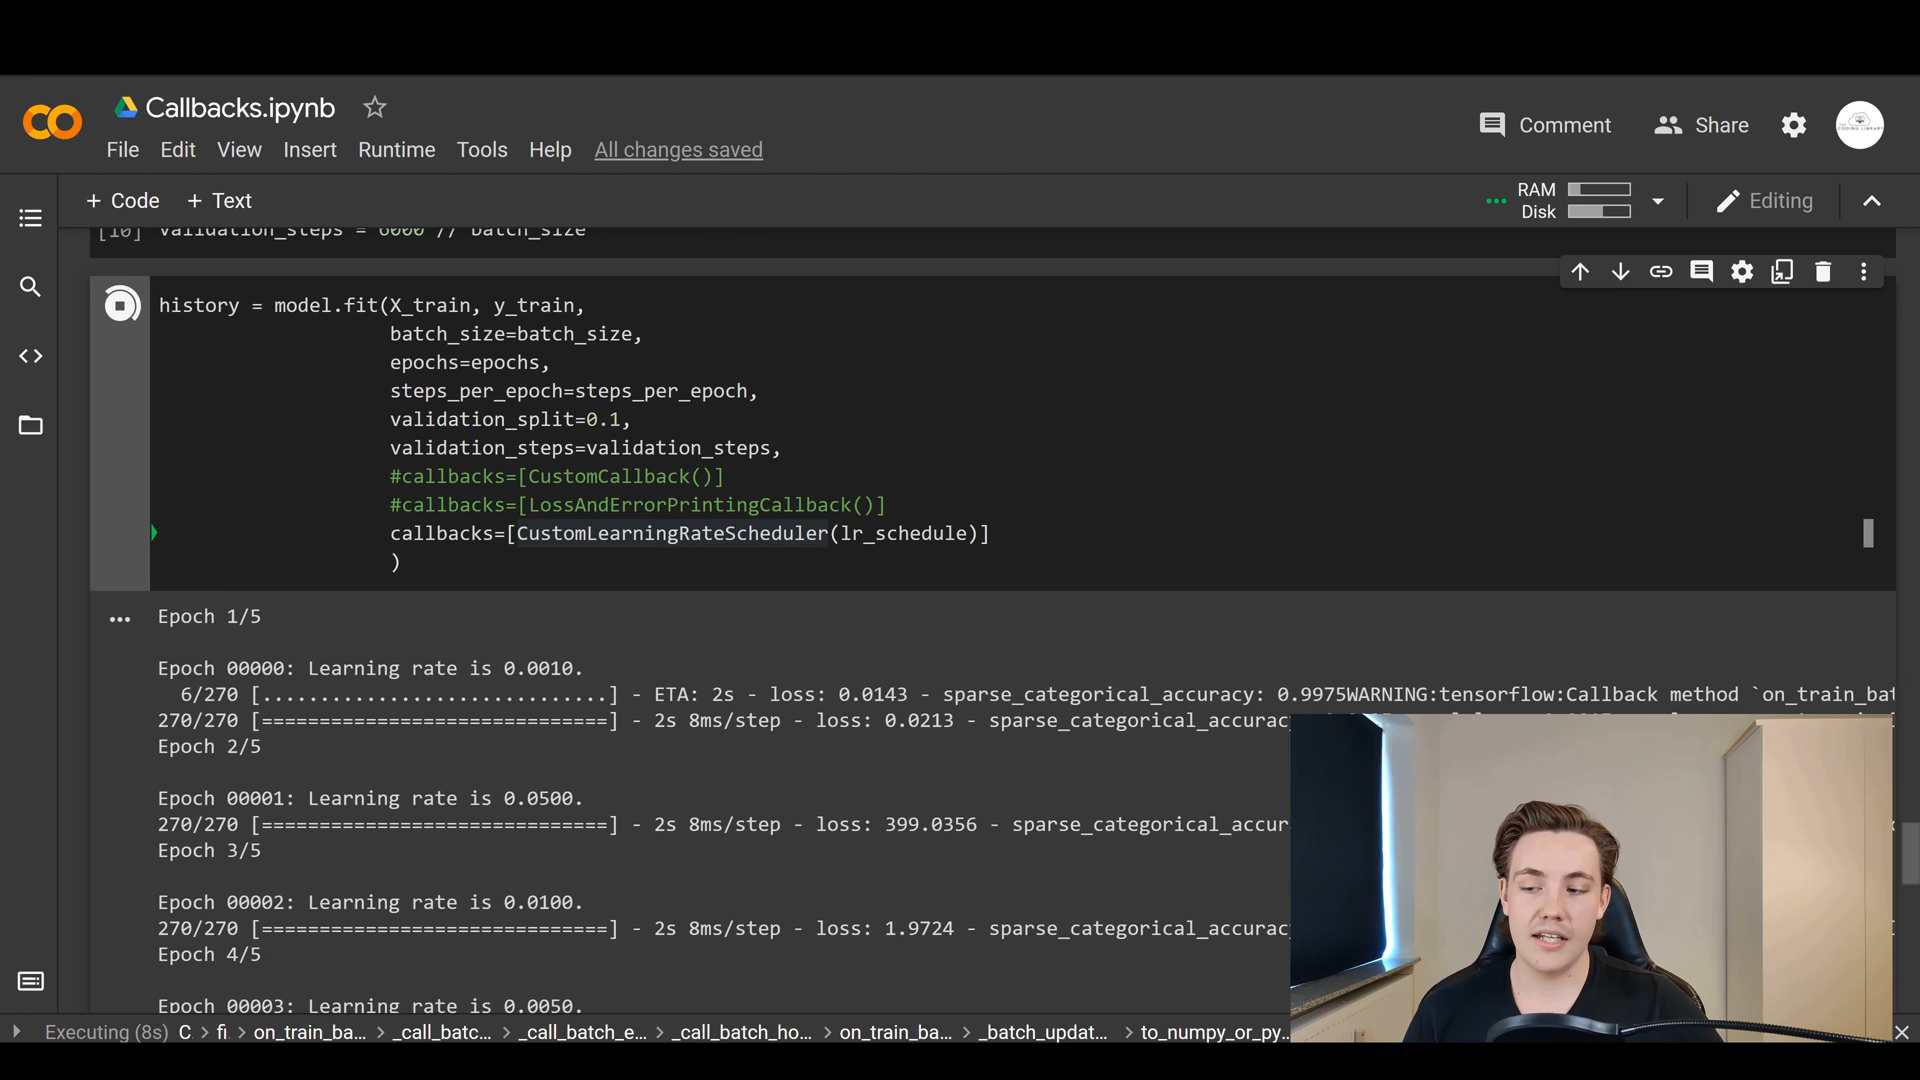 Callbacks.ipynb
File Edit View Insert Runtime Tools Help All changes saved
Comment Share
CODING LIBRARY
+ Code + Text
RAM
Disk
Editing
[10] validation_steps = 6000 // batch_size
history = model.fit(X_train, y_train,
batch_size=batch_size,
epochs=epochs,
steps_per_epoch=steps_per_epoch,
validation_split=0.1,
validation_steps=validation_steps,
#callbacks=[CustomCallback()]
#callbacks=[LossAndErrorPrintingCallback()]
callbacks=[CustomLearningRateScheduler(lr_schedule)]
)
Epoch 1/5
Epoch 00000: Learning rate is 0.0010.
6/270 [..............................] - ETA: 2s - loss: 0.0143 - sparse_categorical_accuracy: 0.9975WARNING:tensorflow:Callback method `on_train_bat
270/270 [==============================] - 2s 8ms/step - loss: 0.0213 - sparse_categorical_accuracy
Epoch 2/5
Epoch 00001: Learning rate is 0.0500.
270/270 [==============================] - 2s 8ms/step - loss: 399.0356 - sparse_categorical_accur
Epoch 3/5
Epoch 00002: Learning rate is 0.0100.
270/270 [==============================] - 2s 8ms/step - loss: 1.9724 - sparse_categorical_accuracy
Epoch 4/5
Epoch 00003: Learning rate is 0.0050.
Executing (8s) C > fi > on_train_ba... > _call_batc... > _call_batch_e... > _call_batch_ho... > on_train_ba... > _batch_updat... > to_numpy_or_py...